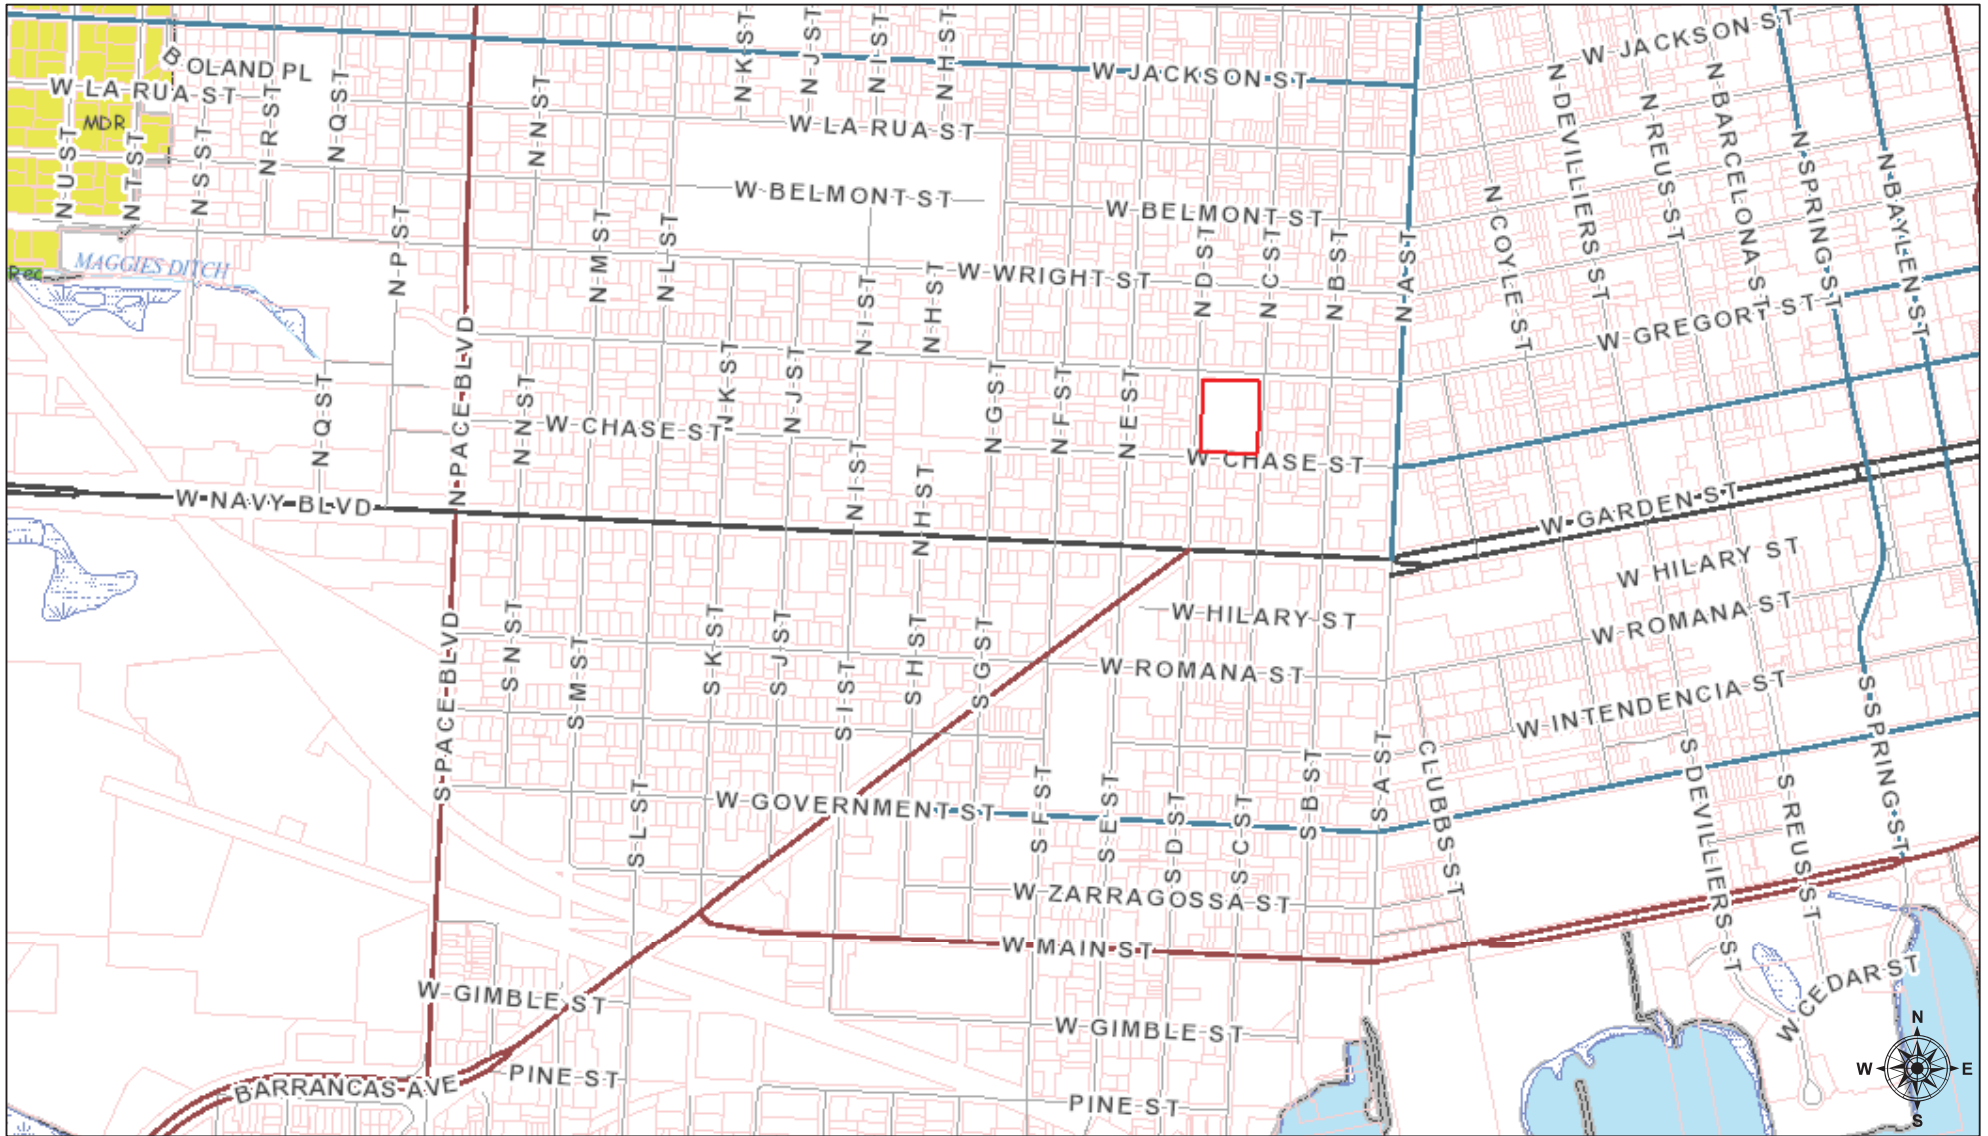 W JACKSON ST
W JACKSON ST
BOLAND PL
W LA RUA ST
MDR
N U ST
N T ST
N S ST
N R ST
N Q ST
N N ST
N K ST
N J ST
N I ST
N H ST
W LA RUA ST
N DEVILLIERS ST
N REUS ST
N BARCELONA ST
N SPRING ST
N BAYLEN ST
W BELMONT ST
W BELMONT ST
N COYLE ST
N P ST
N M ST
N L ST
N D ST
N C ST
N B ST
N A ST
MAGGIES DITCH
Rec
W WRIGHT ST
N I ST
N H ST
W GREGORY ST
N PACE BLVD
N Q ST
N N ST
N K ST
N J ST
N G ST
N F ST
N E ST
W CHASE ST
W CHASE ST
N I ST
N H ST
W NAVY BLVD
W GARDEN ST
W HILARY ST
W HILARY ST
W ROMANA ST
W ROMANA ST
S PACE BLVD
S N ST
S M ST
S K ST
S J ST
S I ST
S H ST
S G ST
W INTENDENCIA ST
S SPRING ST
S L ST
W GOVERNMENT ST
S F ST
S E ST
S D ST
S C ST
S B ST
S A ST
CLUBBS ST
S DEVILLIERS ST
S REUS ST
W ZARRAGOSSA ST
W MAIN ST
W GIMBLE ST
W GIMBLE ST
W CEDAR ST
BARRANCAS AVE
PINE ST
PINE ST
N
W E
S